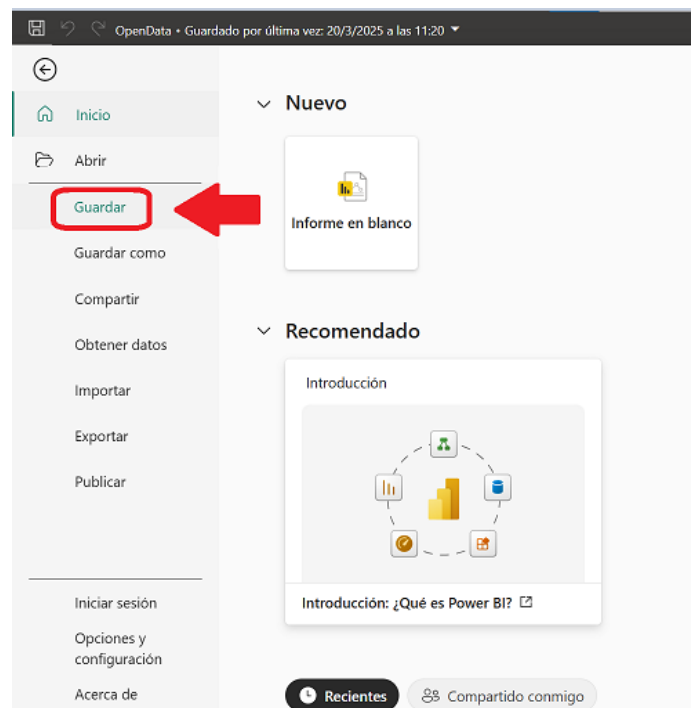 OpenData • Guardado por última vez: 20/3/2025 a las 11:20
Inicio
Abrir
Guardar
Guardar como
Compartir
Obtener datos
Importar
Exportar
Publicar
Iniciar sesión
Opciones y
configuración
Acerca de
Nuevo
Informe en blanco
Recomendado
Introducción
Introducción: ¿Qué es Power BI?
Recientes
Compartido conmigo